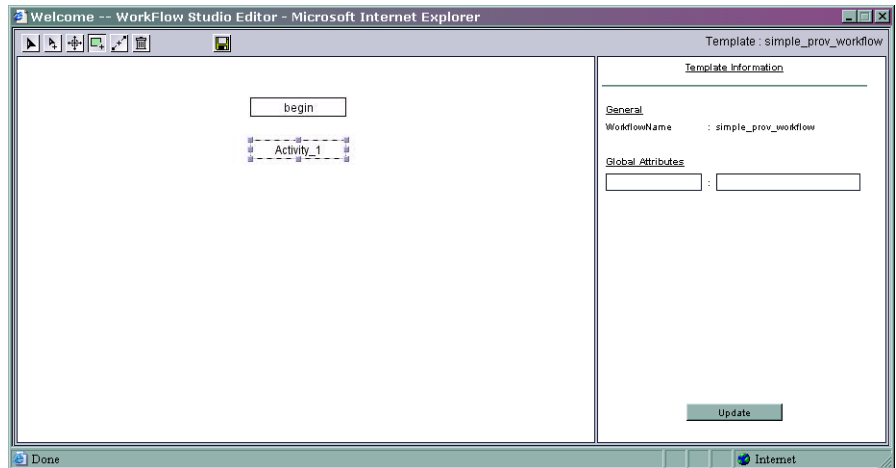 Welcome -- WorkFlow Studio Editor - Microsoft Internet Explorer
Template : simple_prov_workflow
Template Information
begin
General
WorkflowName : simple_prov_workflow
Activity_1
Global Attributes
:
Update
Done
Internet